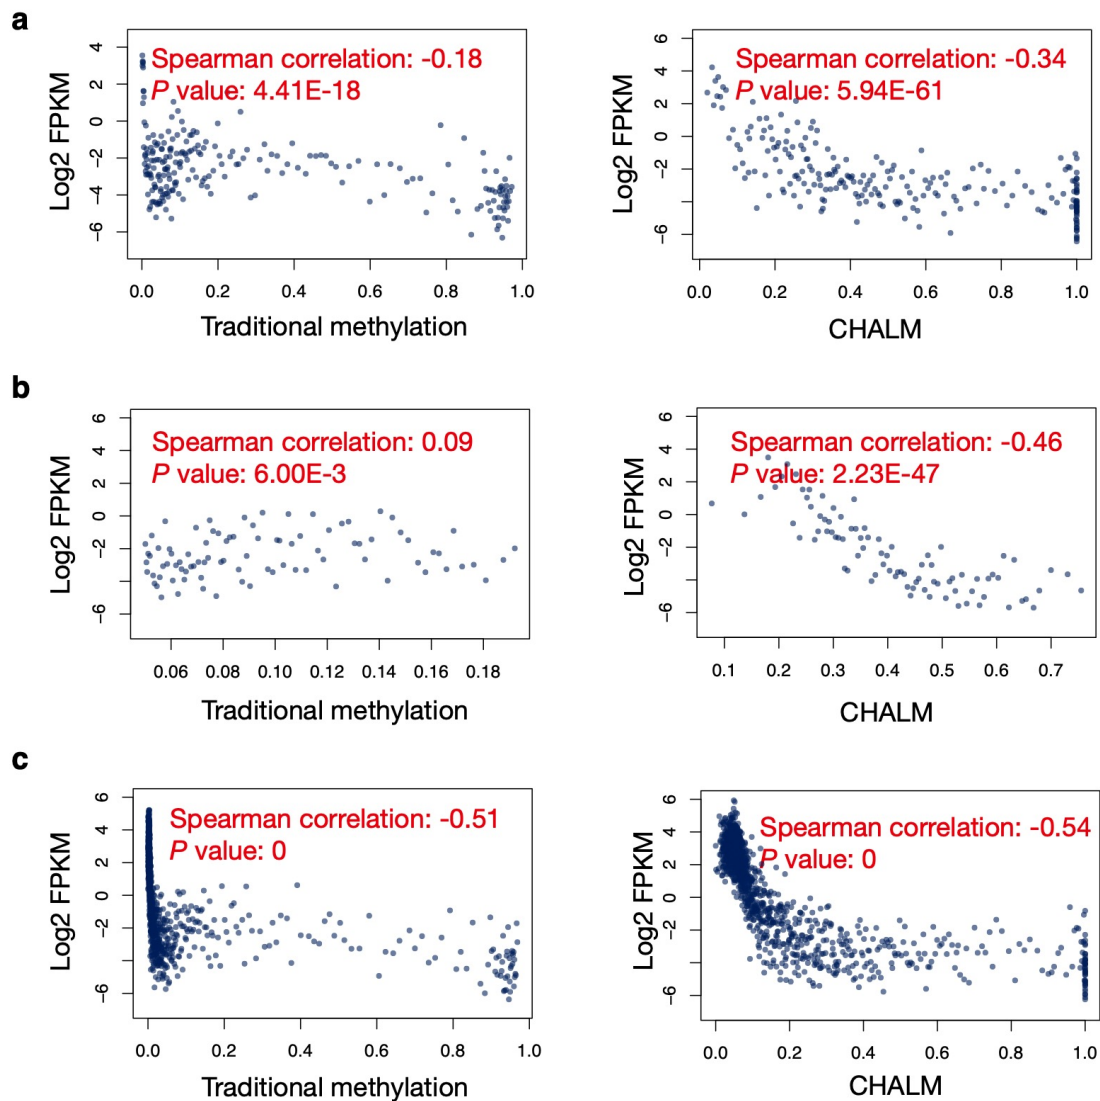 a
Spearman correlation: -0.18
P value: 4.41E-18
Log2 FPKM
4
2
0
−2
−4
−6
0.0 0.2 0.4 0.6 0.8 1.0
Traditional methylation
Spearman correlation: -0.34
P value: 5.94E-61
Log2 FPKM
6
4
2
0
−2
−6
0.0 0.2 0.4 0.6 0.8 1.0
CHALM
b
Spearman correlation: 0.09
P value: 6.00E-3
Log2 FPKM
6
4
2
0
−2
−6
0.06 0.08 0.10 0.12 0.14 0.16 0.18
Traditional methylation
Spearman correlation: -0.46
P value: 2.23E-47
Log2 FPKM
6
4
2
0
−2
−6
0.1 0.2 0.3 0.4 0.5 0.6 0.7
CHALM
c
Spearman correlation: -0.51
P value: 0
Log2 FPKM
6
4
2
0
−2
−6
0.0 0.2 0.4 0.6 0.8 1.0
Traditional methylation
Spearman correlation: -0.54
P value: 0
Log2 FPKM
6
4
2
0
−2
−6
0.0 0.2 0.4 0.6 0.8 1.0
CHALM